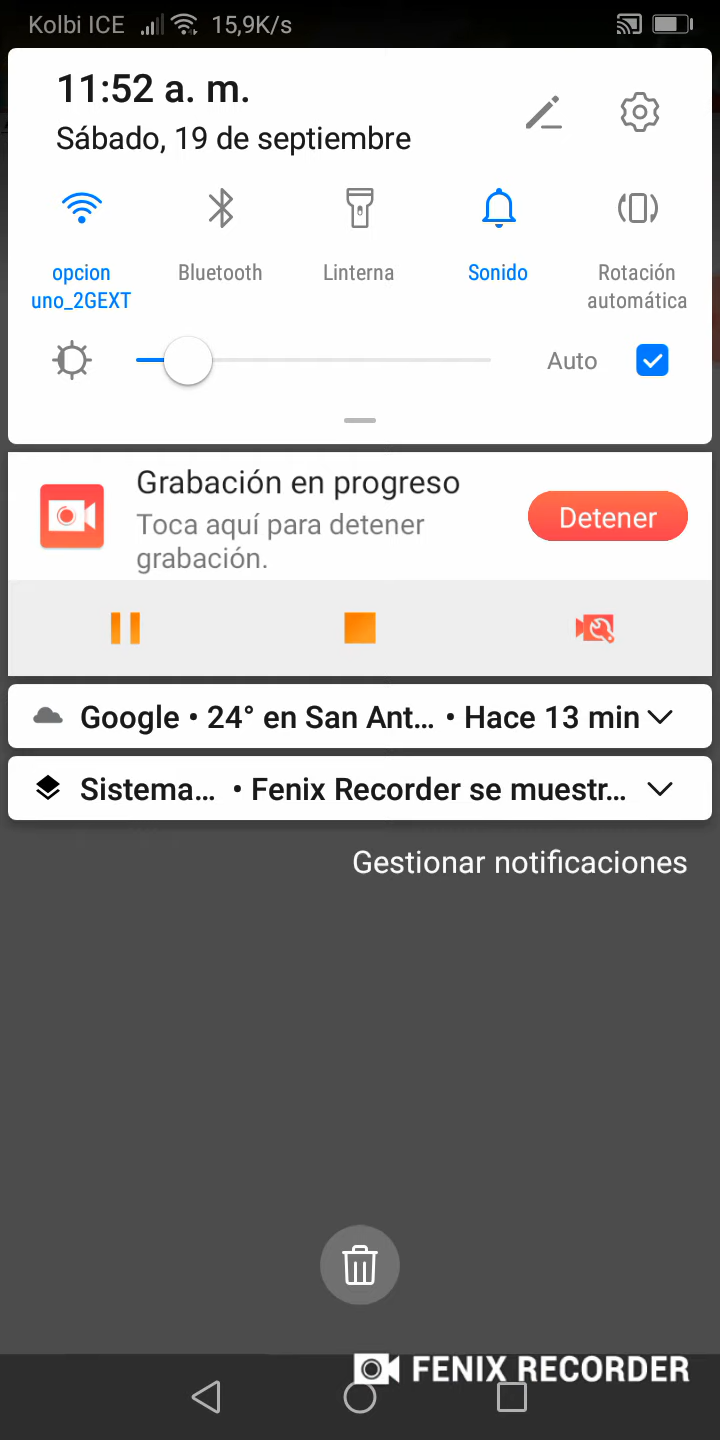 Kolbi ICE 15,9K/s
11:52 a. m.
Sábado, 19 de septiembre
opcion
uno_2GEXT
Bluetooth
Linterna
Sonido
Rotación
automática
Auto
Grabación en progreso
Toca aquí para detener
grabación.
Detener
Google • 24° en San Ant... • Hace 13 min
Sistema... • Fenix Recorder se muestr...
Gestionar notificaciones
FENIX RECORDER